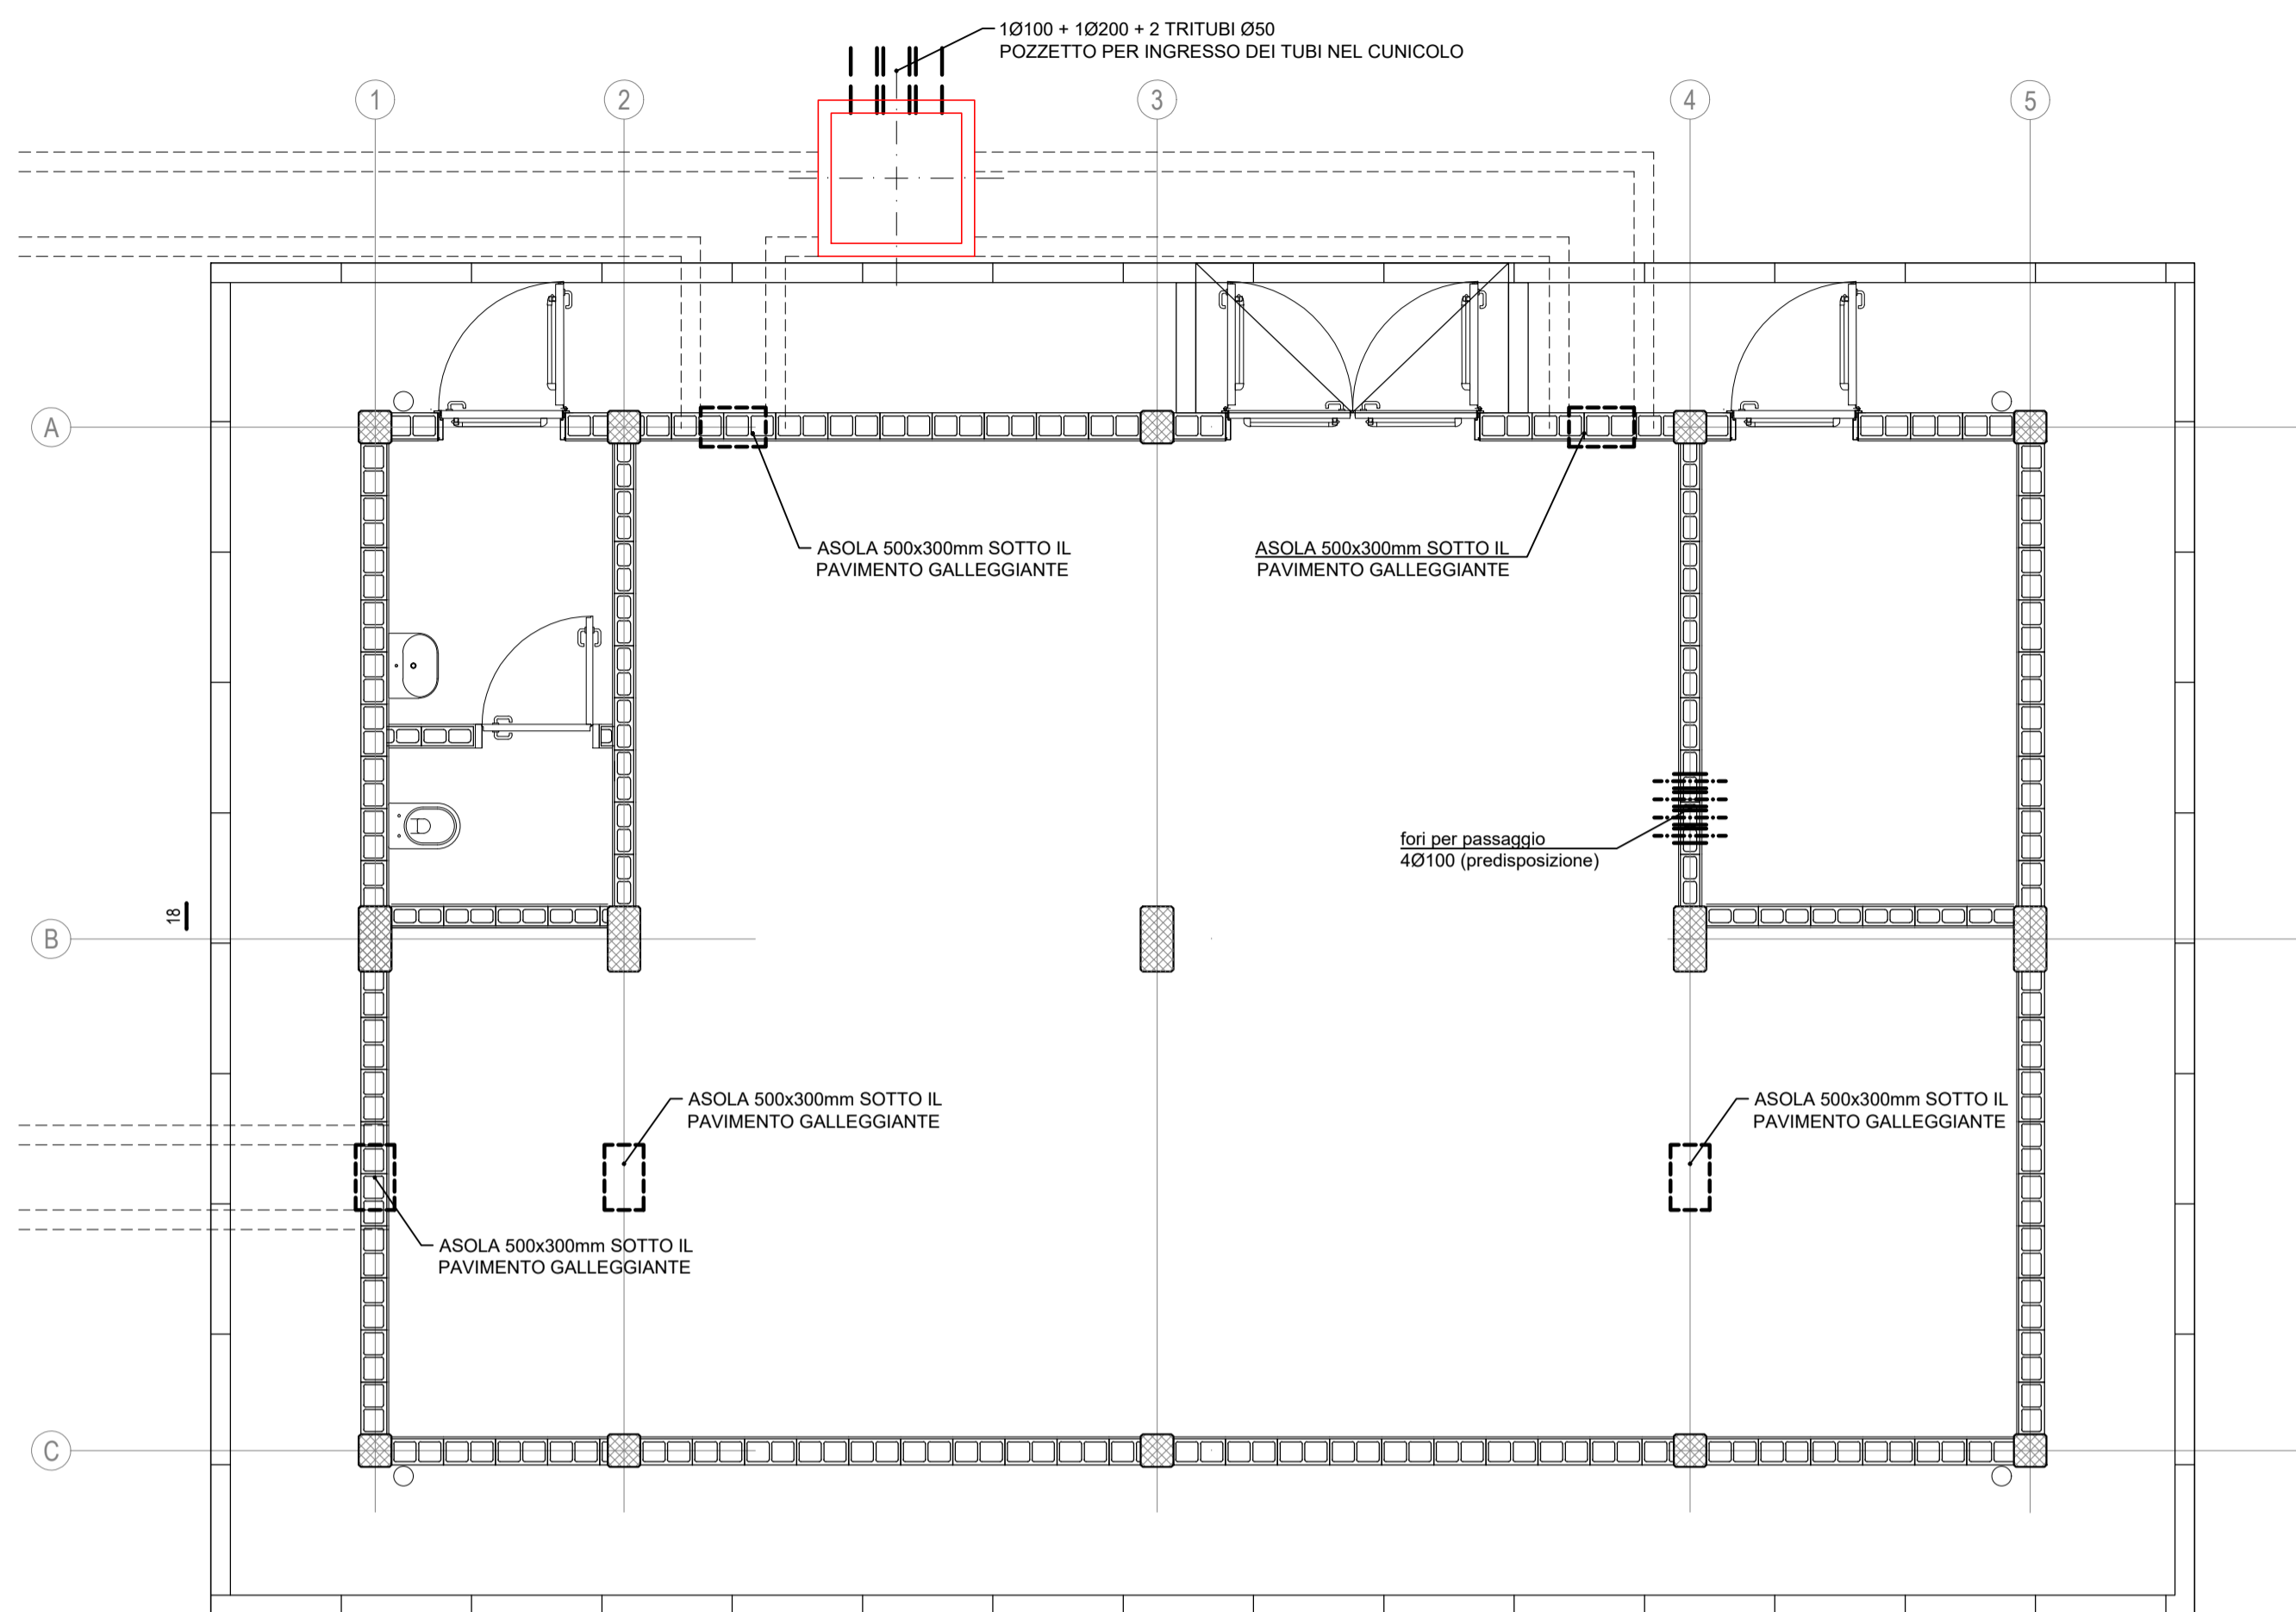 1Ø100 + 1Ø200 + 2 TRITUBI Ø50
POZZETTO PER INGRESSO DEI TUBI NEL CUNICOLO
1
2
3
4
5
A
ASOLA 500x300mm SOTTO IL
PAVIMENTO GALLEGGIANTE
ASOLA 500x300mm SOTTO IL
PAVIMENTO GALLEGGIANTE
fori per passaggio
4Ø100 (predisposizione)
18
B
ASOLA 500x300mm SOTTO IL
PAVIMENTO GALLEGGIANTE
ASOLA 500x300mm SOTTO IL
PAVIMENTO GALLEGGIANTE
ASOLA 500x300mm SOTTO IL
PAVIMENTO GALLEGGIANTE
C